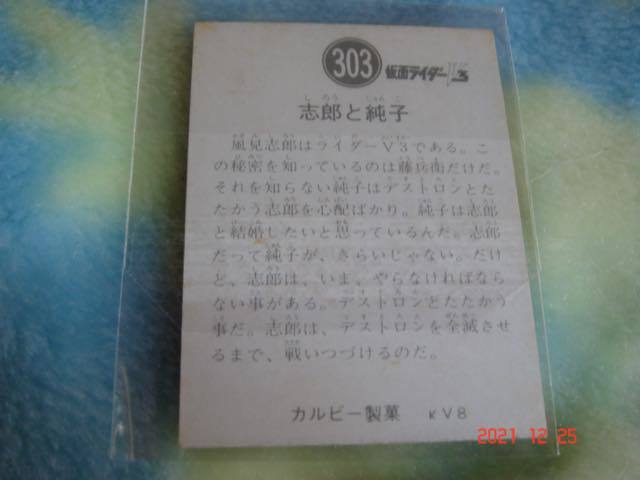 303 仮面ライダーV3
志郎と純子
風見志郎はライダーV3である。こ
の秘密を知っているのは藤兵衛だけだ。
それを知らない純子はデストロンとた
たかう志郎を心配ばかり。純子は志郎
と結婚したいと思っているんだ。志郎
だって純子が、きらいじゃない。だけ
ど、志郎は、いま、やらなければなら
ない事がある。デストロンとたたかう
事だ。志郎は、デストロンを全滅させ
るまで、戦いつづけるのだ。
カルビー製菓 KV8
2021 12 25